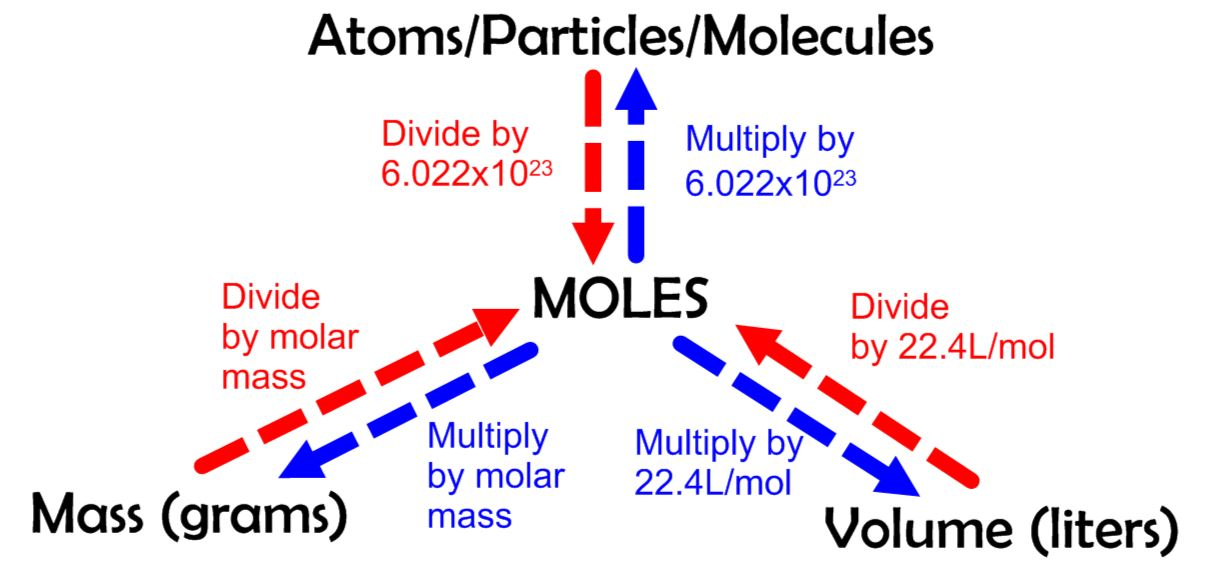 Atoms/Particles/Molecules
Divide by
6.022x10²³
Multiply by
6.022x10²³
MOLES
Divide
by molar
mass
Divide
by 22.4L/mol
Multiply
by molar
mass
Multiply by
22.4L/mol
Mass (grams)
Volume (liters)